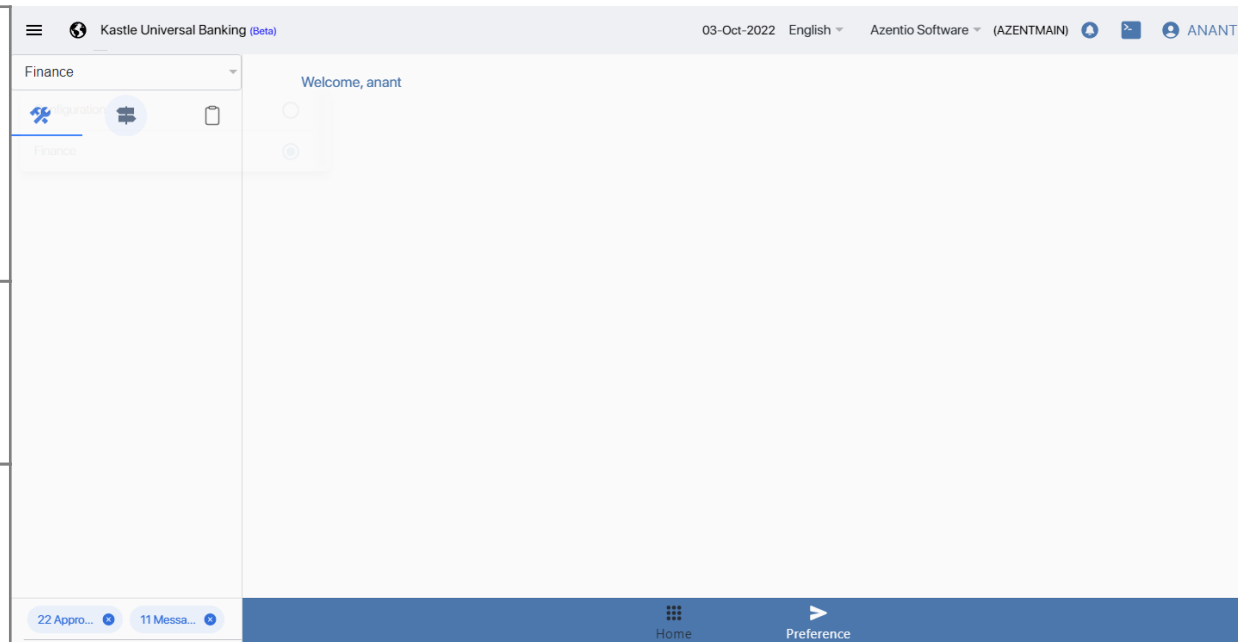 Kastle Universal Banking (Beta) 03-Oct-2022 English Azentio Software (AZENTMAIN) ANANT
Finance
Welcome, anant
Configuration
Finance
22 Appro... 11 Messa...
Home Preference